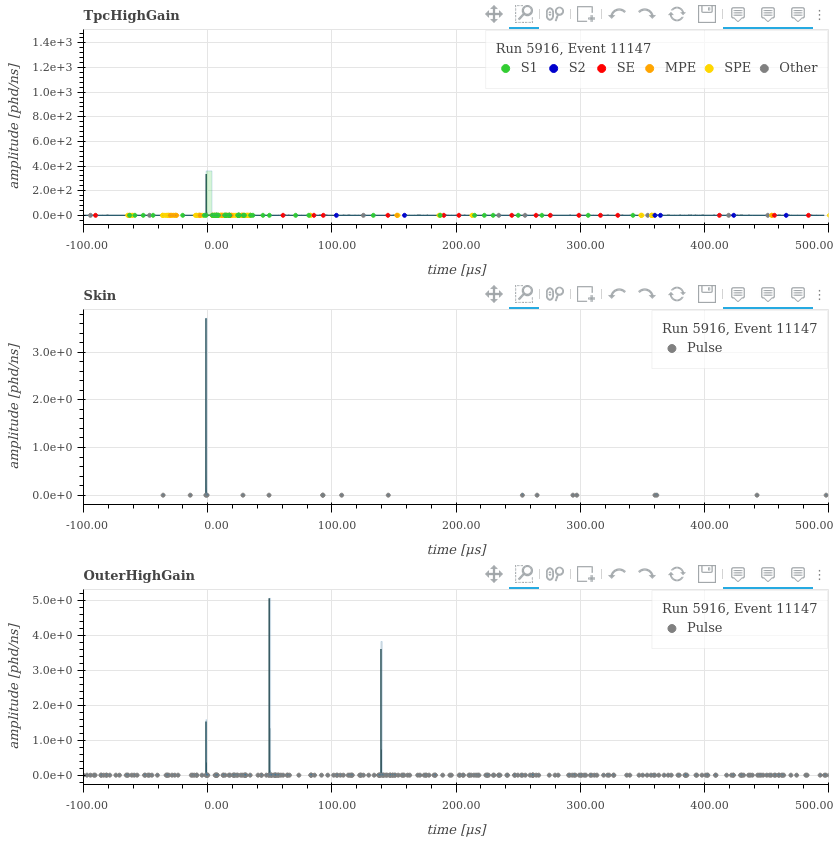 TpcHighGain
Run 5916, Event 11147
S1 S2 SE MPE SPE Other
amplitude [phd/ns]
1.4e+3
1.2e+3
1.0e+3
8.0e+2
6.0e+2
4.0e+2
2.0e+2
0.0e+0
-100.00 0.00 100.00 200.00 300.00 400.00 500.00
time [μs]
Skin
Run 5916, Event 11147
Pulse
amplitude [phd/ns]
3.0e+0
2.0e+0
1.0e+0
0.0e+0
-100.00 0.00 100.00 200.00 300.00 400.00 500.00
time [μs]
OuterHighGain
Run 5916, Event 11147
Pulse
amplitude [phd/ns]
5.0e+0
4.0e+0
3.0e+0
2.0e+0
1.0e+0
0.0e+0
-100.00 0.00 100.00 200.00 300.00 400.00 500.00
time [μs]